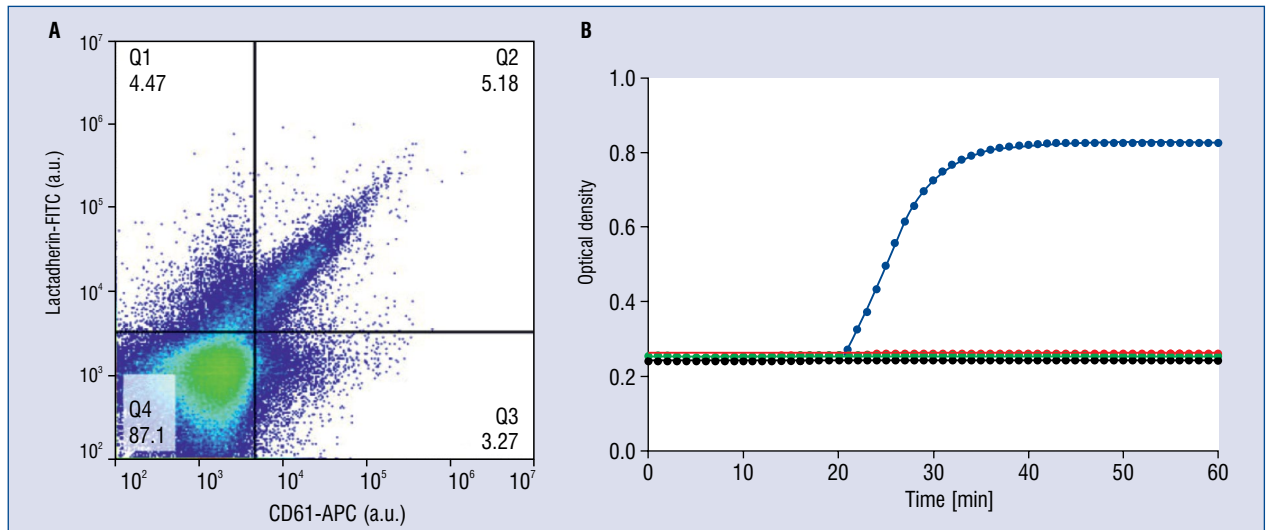 A
B
Q1
4.47
Q2
5.18
Q4
87.1
Q3
3.27
10⁷
10⁶
10⁵
10⁴
10³
10²
10² 10³ 10⁴ 10⁵ 10⁶ 10⁷
Lactadherin-FITC (a.u.)
CD61-APC (a.u.)
1.0
0.8
0.6
0.4
0.2
0.0
0 10 20 30 40 50 60
Optical density
Time [min]